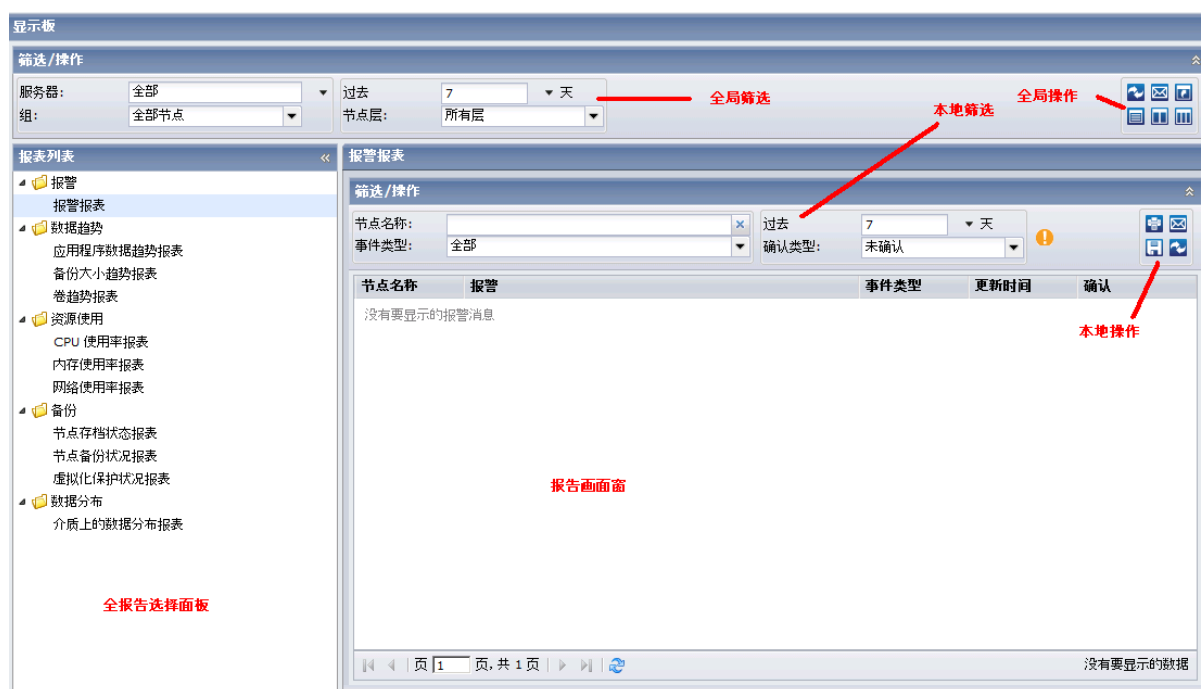 显示板
筛选/操作
服务器: 全部 过去 7 天
组: 全部节点 节点层: 所有层
全局筛选
本地筛选
全局操作
报表列表
报警
报警报表
数据趋势
应用程序数据趋势报表
备份大小趋势报表
卷趋势报表
资源使用
CPU 使用率报表
内存使用率报表
网络使用率报表
备份
节点存档状态报表
节点备份状况报表
虚拟化保护状况报表
数据分布
介质上的数据分布报表
全报告选择面板
报警报表
筛选/操作
节点名称: 过去 7 天
事件类型: 全部 确认类型: 未确认
节点名称 报警 事件类型 更新时间 确认
没有要显示的报警消息
本地操作
报告画面窗
页 1 页, 共 1 页
没有要显示的数据